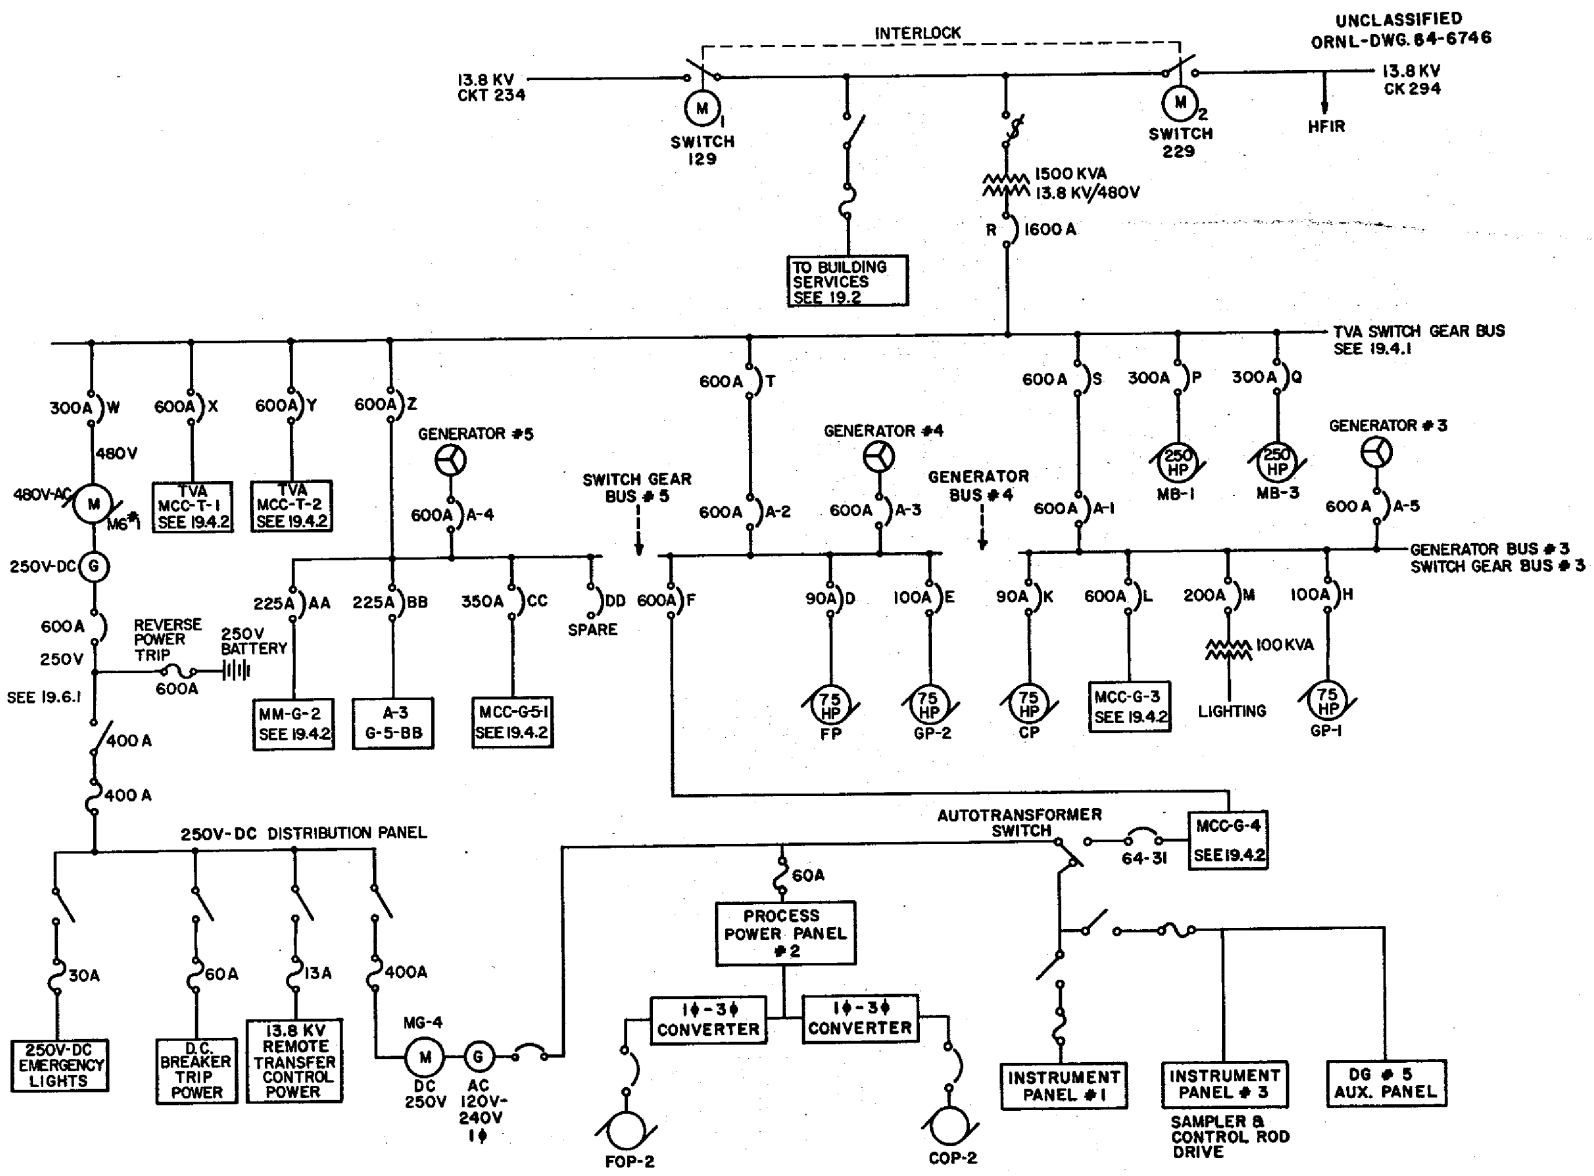 UNCLASSIFIED
ORNL-DWG. 64-6746
INTERLOCK
13.8 KV
CKT 234
M
1
SWITCH
129
M
2
SWITCH
229
13.8 KV
CK 294
HFIR
1500 KVA
13.8 KV/480V
R
1600 A
TO BUILDING
SERVICES
SEE 19.2
TVA SWITCH GEAR BUS
SEE 19.4.1
300A W
600A X
600A Y
600A Z
600A T
600A S
300A P
300A Q
480V
480V-AC
M
M6#1
TVA
MCC-T-1
SEE 19.4.2
TVA
MCC-T-2
SEE 19.4.2
GENERATOR #5
600A A-4
SWITCH GEAR
BUS #5
GENERATOR #4
600A A-2
600A A-3
GENERATOR
BUS #4
600A A-1
250
HP
MB-1
250
HP
MB-3
GENERATOR #3
600A A-5
GENERATOR BUS #3
SWITCH GEAR BUS #3
250V-DC
G
600A
250V
SEE 19.6.1
REVERSE
POWER
TRIP
600A
250V
BATTERY
225A AA
225A BB
350A CC
DD
SPARE
600A F
90A D
100A E
90A K
600A L
200A M
100A H
100 KVA
LIGHTING
MM-G-2
SEE 19.4.2
A-3
G-5-BB
MCC-G-5-1
SEE 19.4.2
75
HP
FP
75
HP
GP-2
75
HP
CP
MCC-G-3
SEE 19.4.2
75
HP
GP-1
400 A
400 A
250V-DC DISTRIBUTION PANEL
AUTOTRANSFORMER
SWITCH
64-31
MCC-G-4
SEE 19.4.2
30A
60A
13A
400A
60A
PROCESS
POWER PANEL
#2
1ϕ-3ϕ
CONVERTER
1ϕ-3ϕ
CONVERTER
250V-DC
EMERGENCY
LIGHTS
D.C.
BREAKER
TRIP
POWER
13.8 KV
REMOTE
TRANSFER
CONTROL
POWER
MG-4
M
DC
250V
G
AC
120V-
240V
1ϕ
FOP-2
COP-2
INSTRUMENT
PANEL #1
INSTRUMENT
PANEL #3
SAMPLER &
CONTROL ROD
DRIVE
DG #5
AUX. PANEL